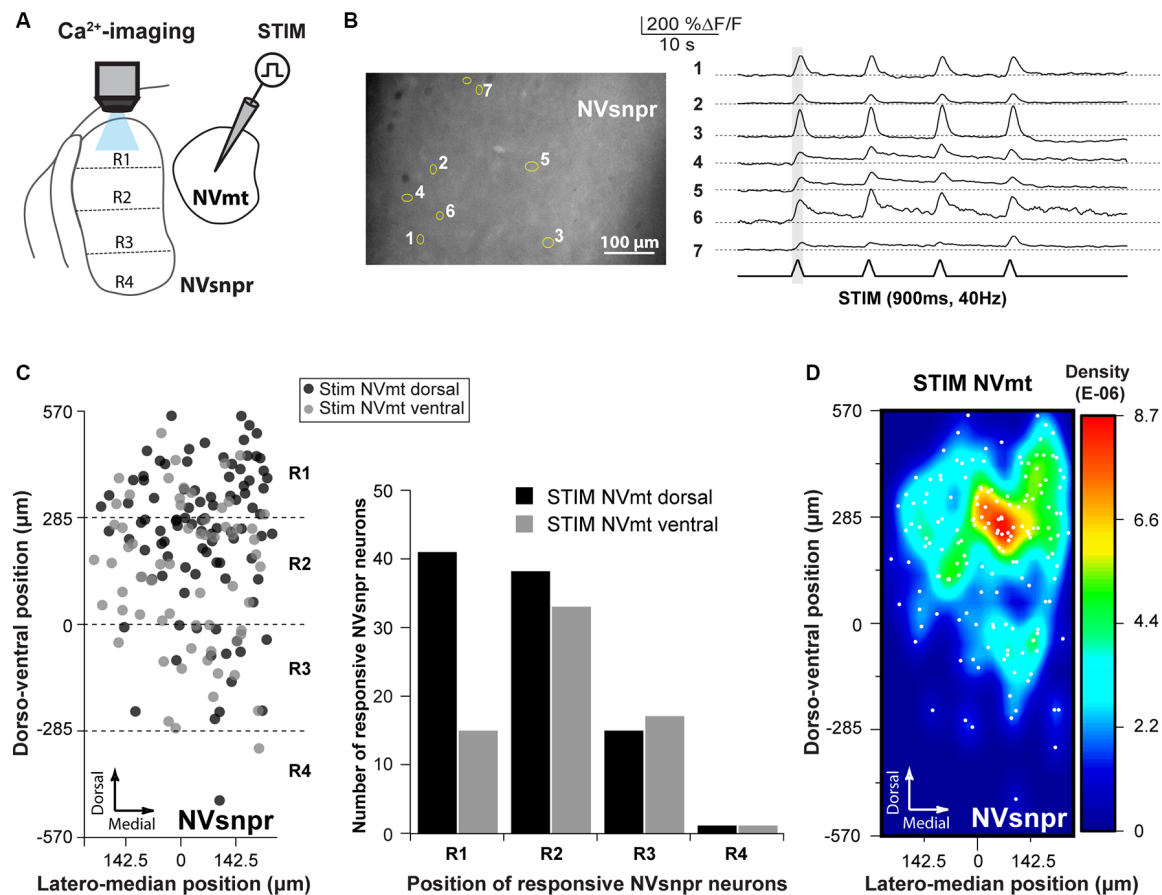 A
Ca²⁺-imaging
STIM
R1
R2
R3
R4
NVmt
NVsnpr
B
200 %ΔF/F
10 s
NVsnpr
7
2
5
4
6
1
3
100 µm
1
2
3
4
5
6
7
STIM (900ms, 40Hz)
C
Stim NVmt dorsal
Stim NVmt ventral
Dorso-ventral position (µm)
570
285
0
-285
-570
R1
R2
R3
R4
Dorsal
Medial
NVsnpr
142.5 0 142.5
Latero-median position (µm)
Number of responsive NVsnpr neurons
50
40
30
20
10
0
STIM NVmt dorsal
STIM NVmt ventral
R1 R2 R3 R4
Position of responsive NVsnpr neurons
D
STIM NVmt
Density
(E-06)
8.7
6.6
4.4
2.2
0
Dorso-ventral position (µm)
570
285
0
-285
-570
Dorsal
Medial
NVsnpr
142.5 0 142.5
Latero-median position (µm)